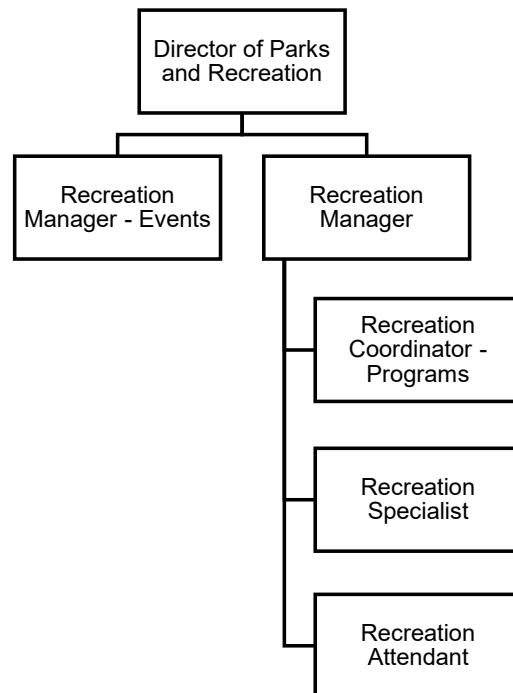 Director of Parks
and Recreation
Recreation
Manager - Events
Recreation
Manager
Recreation
Coordinator -
Programs
Recreation
Specialist
Recreation
Attendant